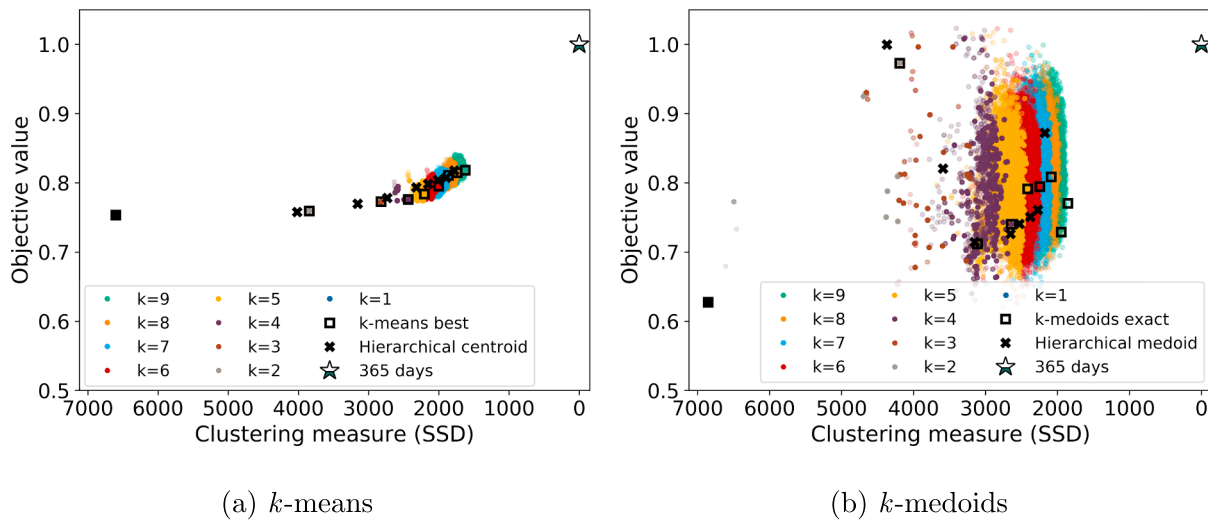 Objective value
1.0
0.9
0.8
0.7
0.6
0.5
k=9
k=8
k=7
k=6
k=5
k=4
k=3
k=2
k=1
k-means best
Hierarchical centroid
365 days
7000 6000 5000 4000 3000 2000 1000 0
Clustering measure (SSD)
(a) k-means
Objective value
1.0
0.9
0.8
0.7
0.6
0.5
k=9
k=8
k=7
k=6
k=5
k=4
k=3
k=2
k=1
k-medoids exact
Hierarchical medoid
365 days
7000 6000 5000 4000 3000 2000 1000 0
Clustering measure (SSD)
(b) k-medoids